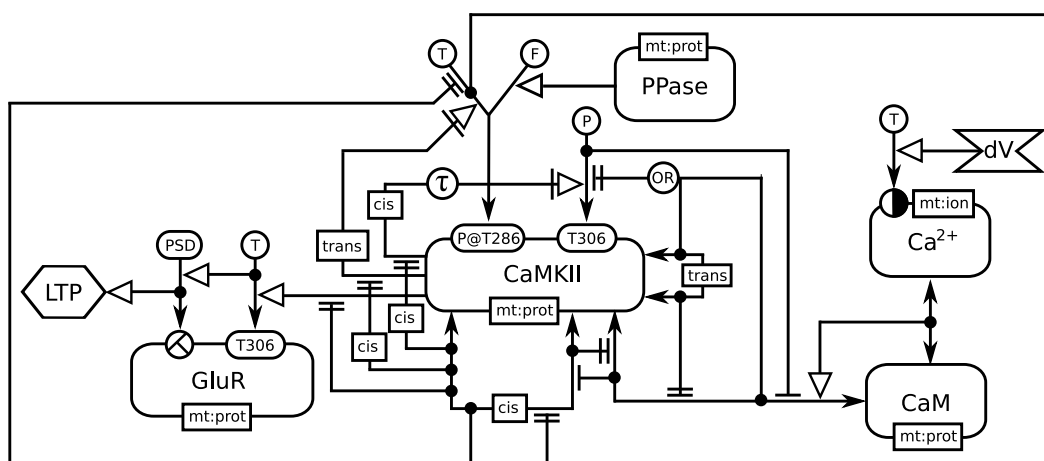 T
F
mt:prot
PPase
P
T
dV
τ
OR
cis
mt:ion
Ca2+
P@T286
T306
trans
CaMKII
trans
PSD
T
LTP
mt:prot
cis
cis
T306
GluR
mt:prot
cis
CaM
mt:prot